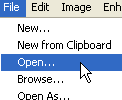 File Edit Image Enh
New...
New from Clipboard
Open...
Browse...
Open As...